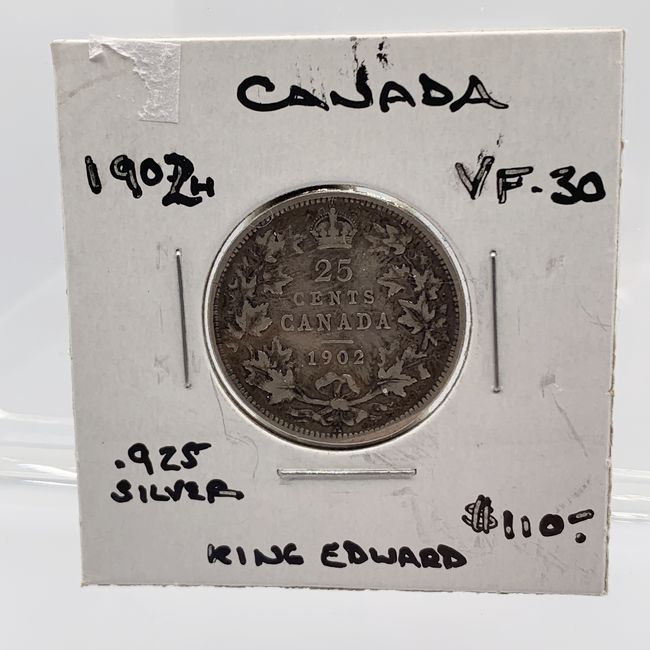 CANADA
1902H
VF-30
25
CENTS
CANADA
1902
.925
SILVER
$110-
KING EDWARD